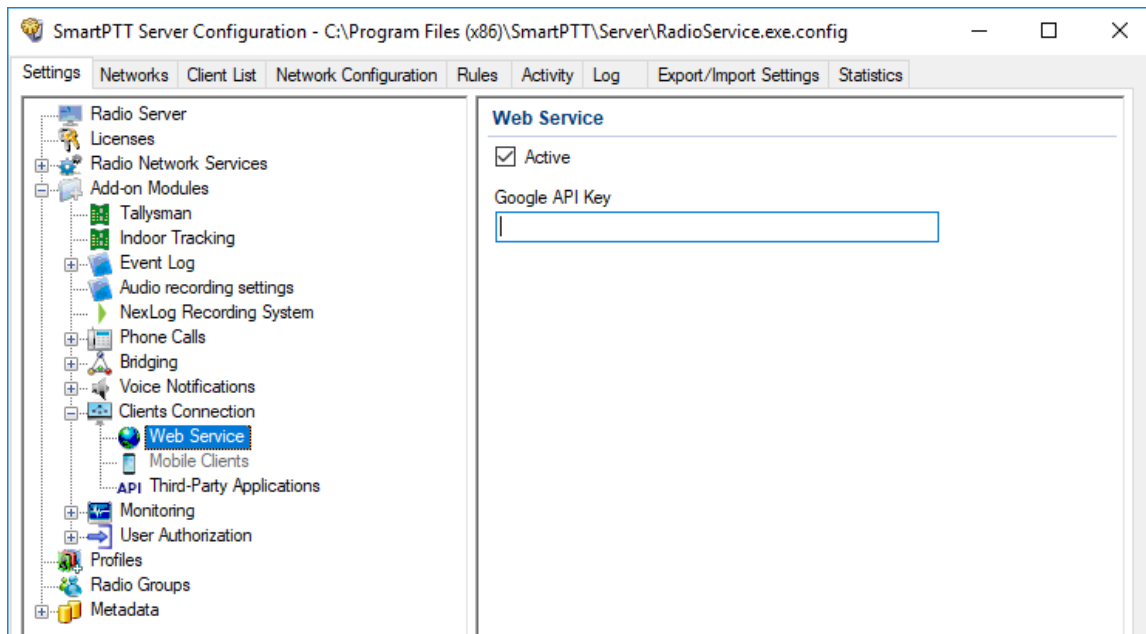 SmartPTT Server Configuration - C:\Program Files (x86)\SmartPTT\Server\RadioService.exe.config
Settings Networks Client List Network Configuration Rules Activity Log Export/Import Settings Statistics
Radio Server
Licenses
Radio Network Services
Add-on Modules
Tallysman
Indoor Tracking
Event Log
Audio recording settings
NexLog Recording System
Phone Calls
Bridging
Voice Notifications
Clients Connection
Web Service
Mobile Clients
API Third-Party Applications
Monitoring
User Authorization
Profiles
Radio Groups
Metadata
Web Service
Active
Google API Key